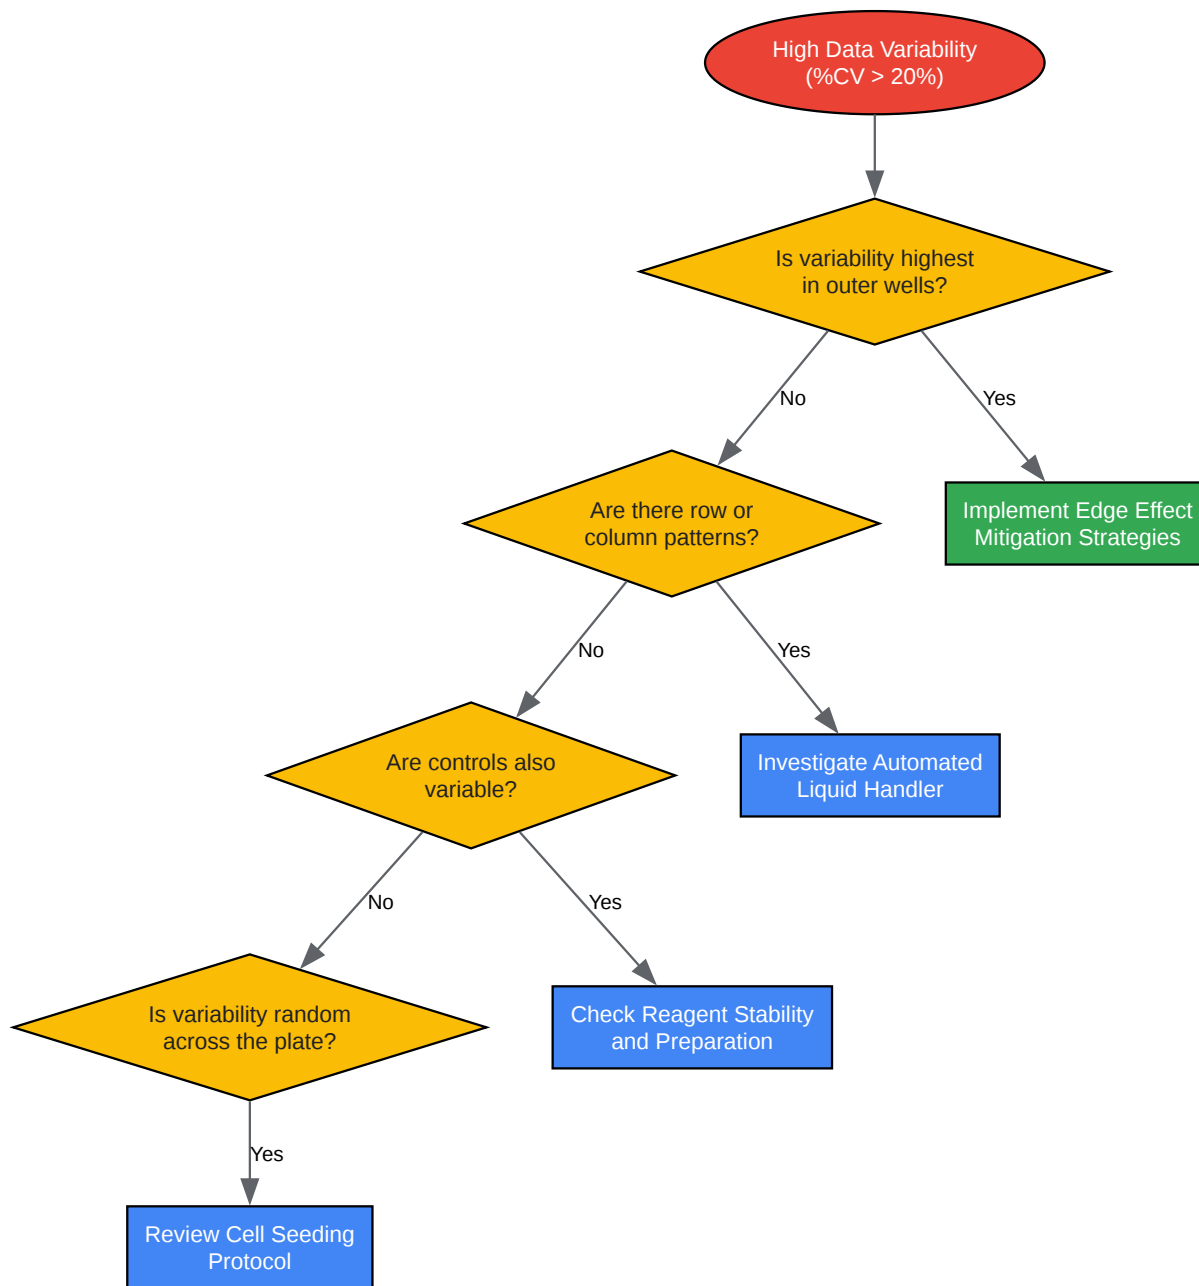 High Data Variability
(%CV > 20%)
Is variability highest
in outer wells?
No
Yes
Are there row or
column patterns?
Implement Edge Effect
Mitigation Strategies
No
Yes
Are controls also
variable?
Investigate Automated
Liquid Handler
No
Yes
Is variability random
across the plate?
Check Reagent Stability
and Preparation
Yes
Review Cell Seeding
Protocol